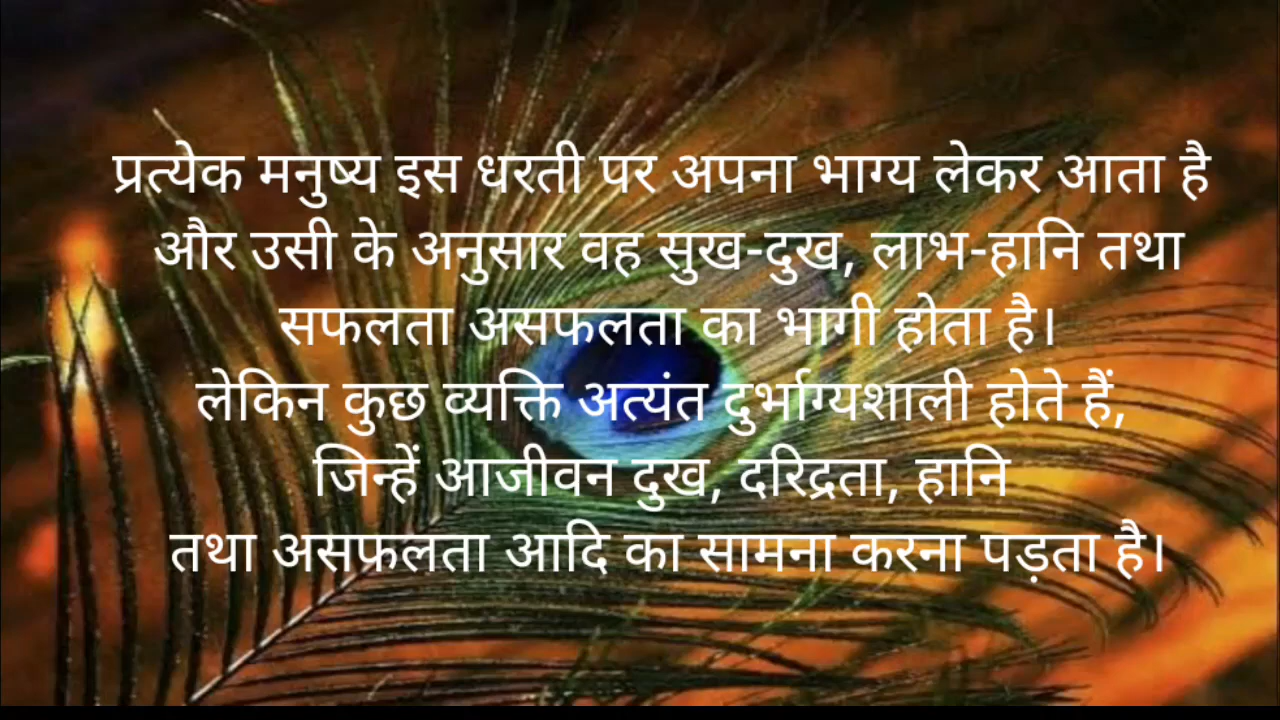 प्रत्येक मनुष्य इस धरती पर अपना भाग्य लेकर आता है
और उसी के अनुसार वह सुख-दुख, लाभ-हानि तथा
सफलता असफलता का भागी होता है।
लेकिन कुछ व्यक्ति अत्यंत दुर्भाग्यशाली होते हैं,
जिन्हें आजीवन दुख, दरिद्रता, हानि
तथा असफलता आदि का सामना करना पड़ता है।